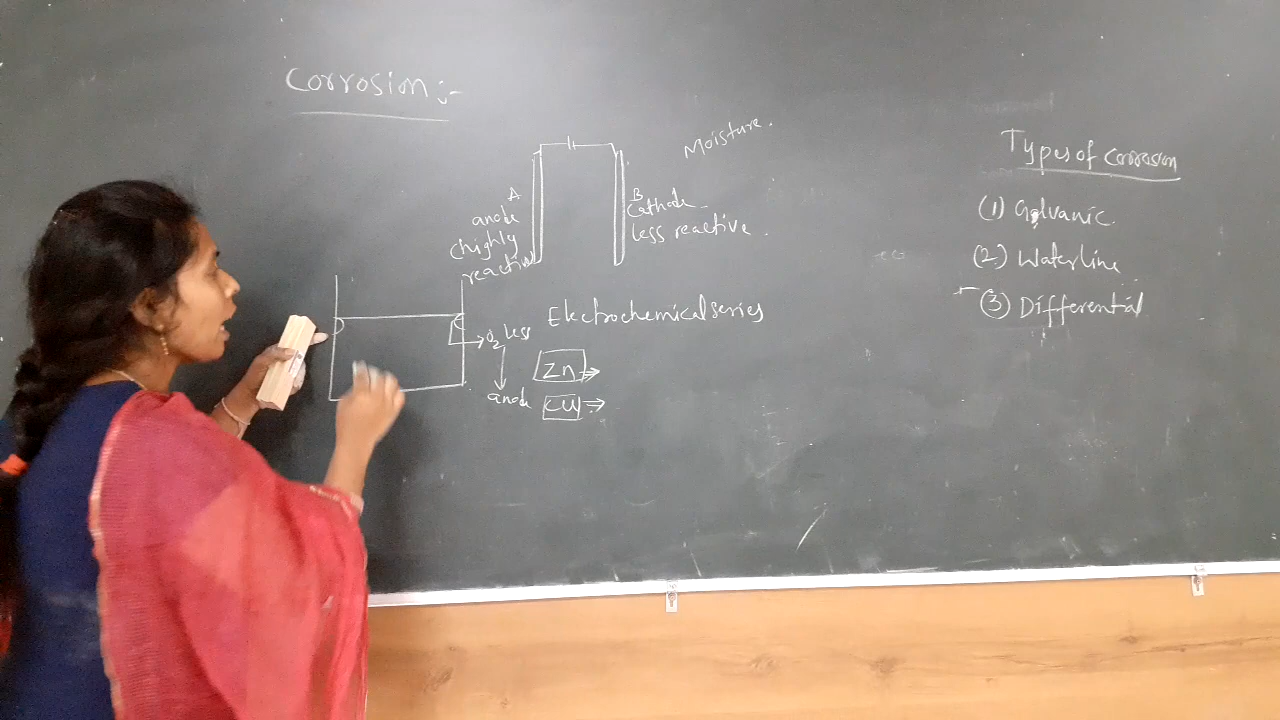 Corrosion :-
Moisture.
A
anode
(highly
reactive
B
Cathode
less reactive.
O2 less
anode
Electrochemical series
Zn
Cu
Types of Corrosion
(1) Galvanic
(2) Waterline
(3) Differential